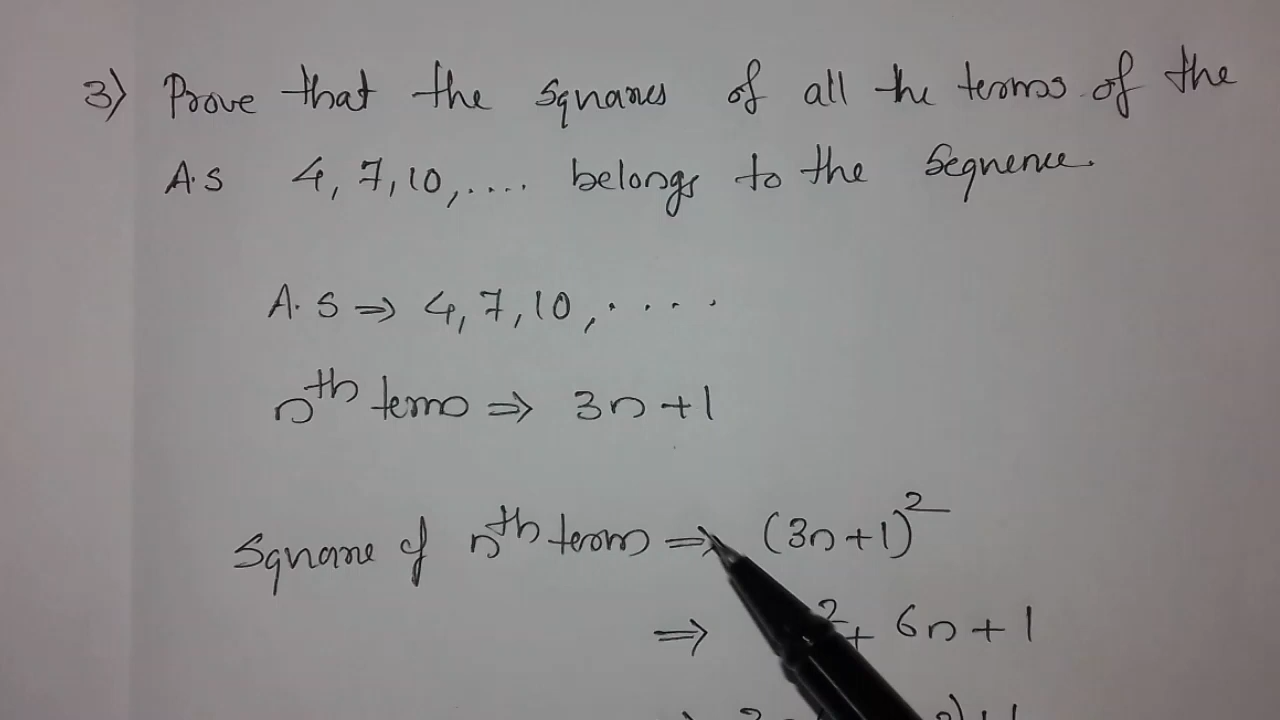 3) Prove that the squares of all the terms of the
A.S 4, 7, 10, .... belongs to the sequence.
A.S ⇒ 4, 7, 10, ....
nth term ⇒ 3n + 1
Square of nth term ⇒ (3n + 1)²
⇒ ² + 6n + 1